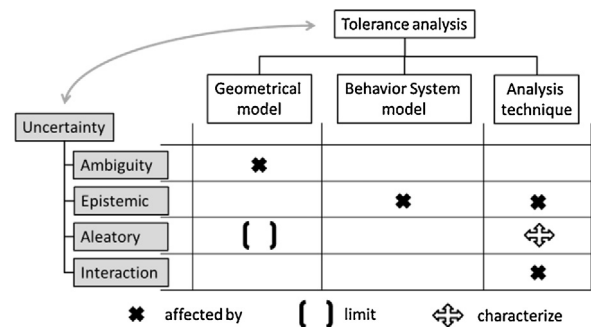 Tolerance analysis
Geometrical
model
Behavior System
model
Analysis
technique
Uncertainty
Ambiguity
Epistemic
Aleatory
Interaction
affected by
limit
characterize